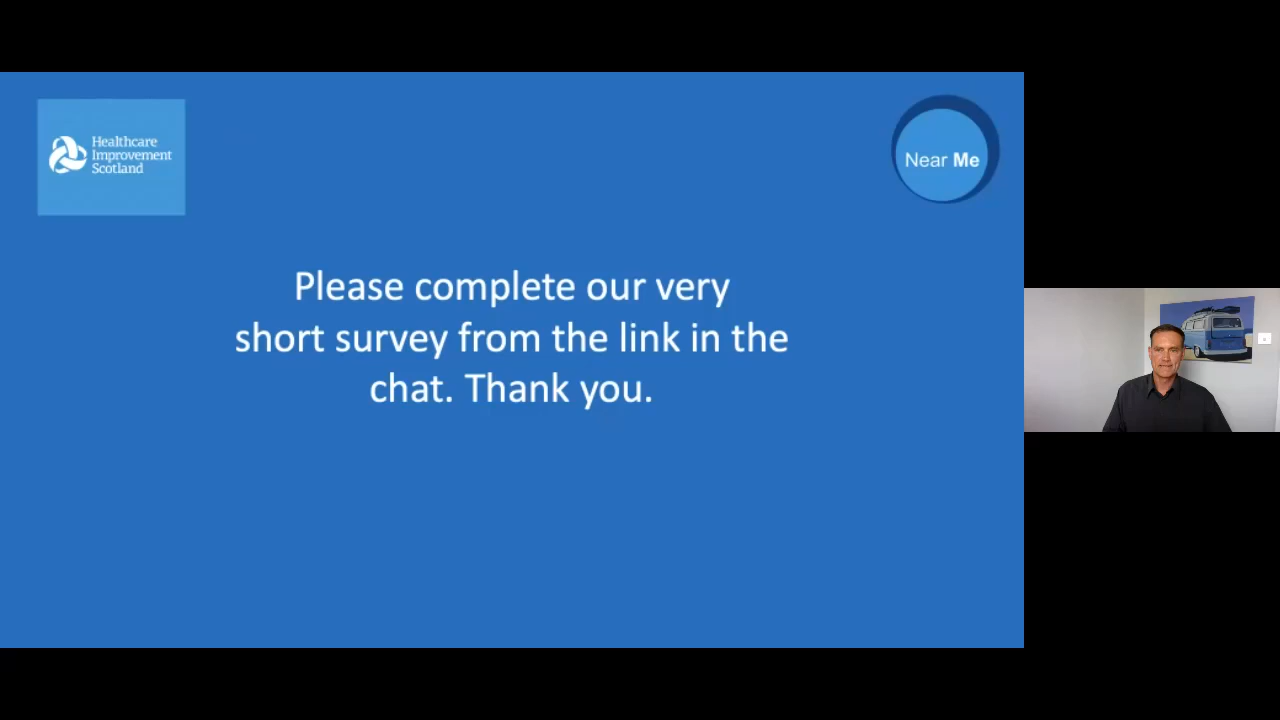 Healthcare
Improvement
Scotland
Near Me
Please complete our very
short survey from the link in the
chat. Thank you.